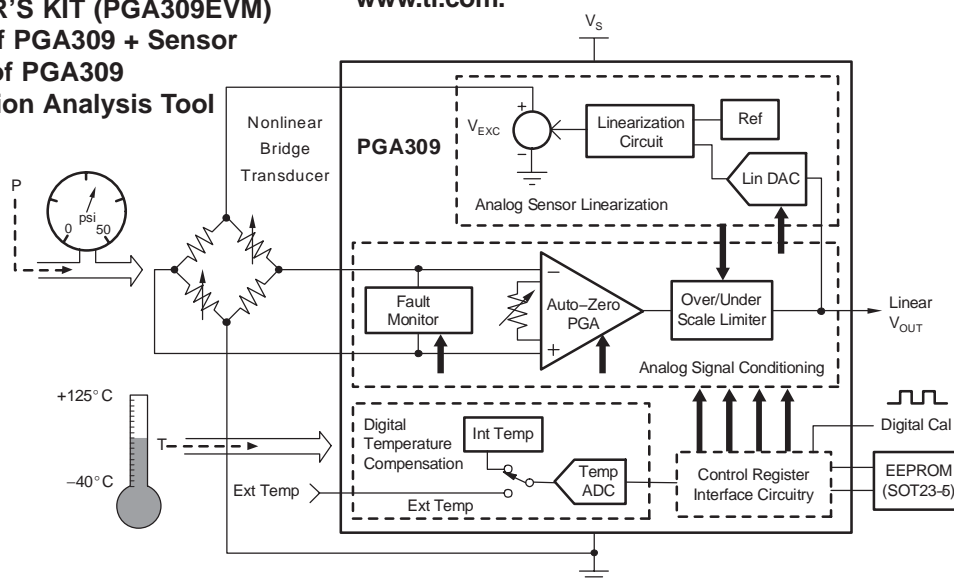 R'S KIT (PGA309EVM)
f PGA309 + Sensor
of PGA309
ion Analysis Tool
www.ti.com.
VS
Nonlinear
Bridge
Transducer
PGA309
VEXC
+
−
Linearization
Circuit
Ref
Lin DAC
Analog Sensor Linearization
P
psi
0 50
Fault
Monitor
−
Auto−Zero
PGA
+
Over/Under
Scale Limiter
Linear
VOUT
Analog Signal Conditioning
+125°C
T
−40°C
Digital
Temperature
Compensation
Int Temp
Ext Temp
Ext Temp
Temp
ADC
Control Register
Interface Circuitry
Digital Cal
EEPROM
(SOT23-5)